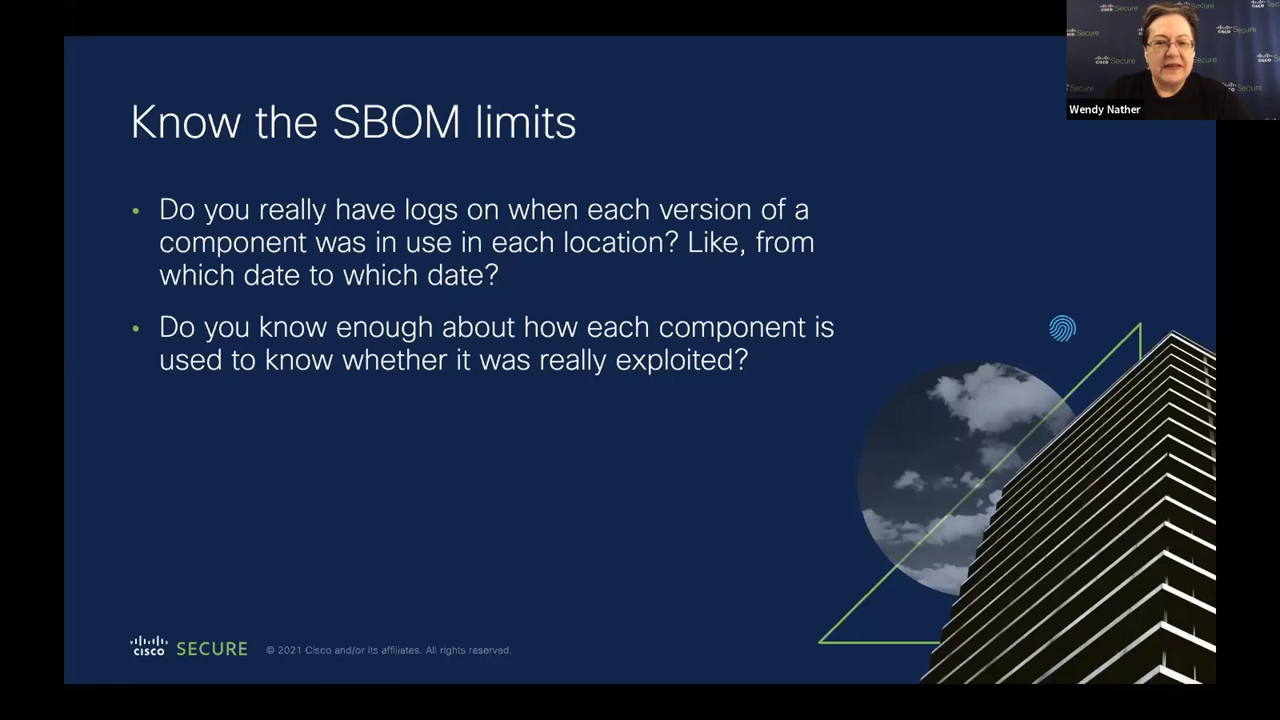 Know the SBOM limits
• Do you really have logs on when each version of a
component was in use in each location? Like, from
which date to which date?
• Do you know enough about how each component is
used to know whether it was really exploited?
cisco SECURE © 2021 Cisco and/or its affiliates. All rights reserved.
cisco Secure
Wendy Nather